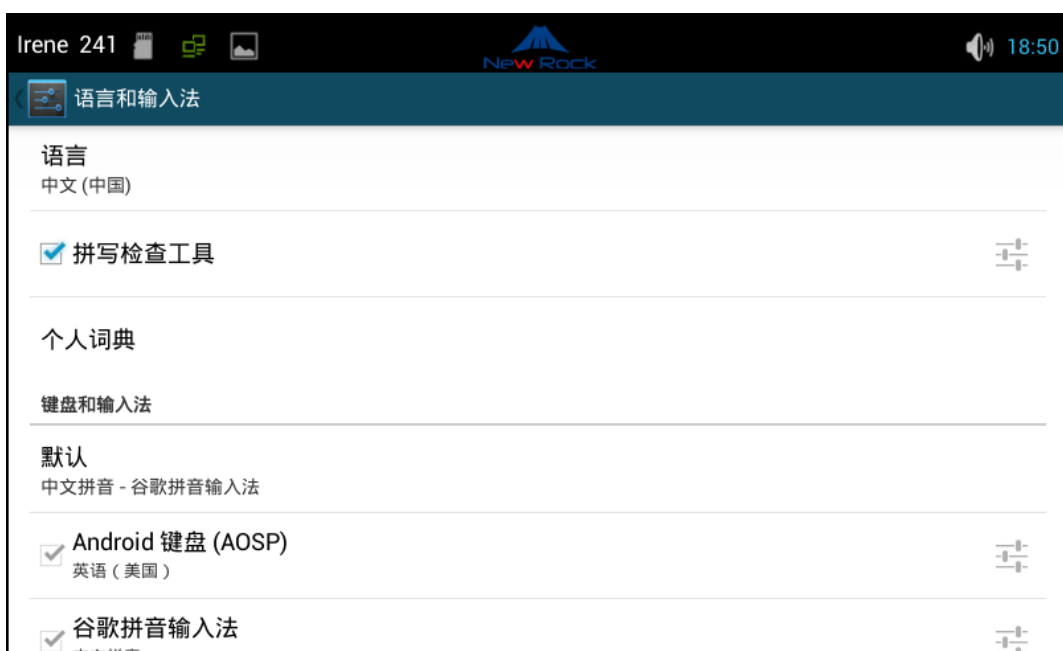 Irene 241
New Rock
18:50
语言和输入法
语言
中文 (中国)
拼写检查工具
个人词典
键盘和输入法
默认
中文拼音 - 谷歌拼音输入法
Android 键盘 (AOSP)
英语 ( 美国 )
谷歌拼音输入法